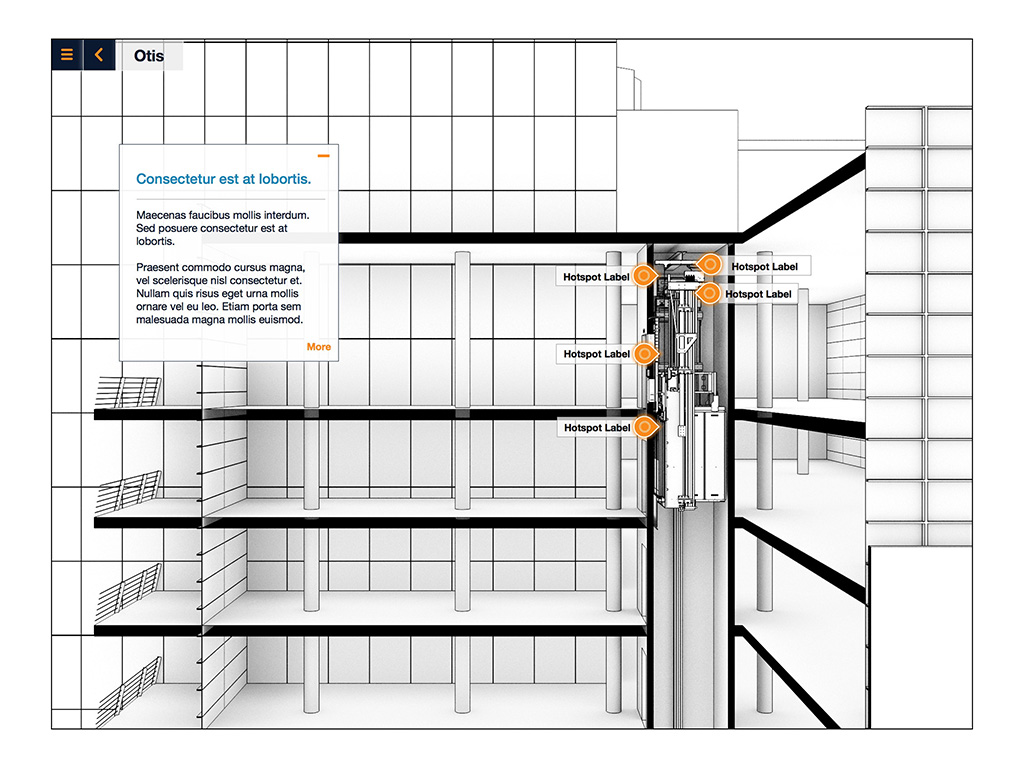 Otis
Consectetur est at lobortis.
Maecenas faucibus mollis interdum.
Sed posuere consectetur est at
lobortis.
Praesent commodo cursus magna,
vel scelerisque nisl consectetur et.
Nullam quis risus eget urna mollis
ornare vel eu leo. Etiam porta sem
malesuada magna mollis euismod.
More
Hotspot Label
Hotspot Label
Hotspot Label
Hotspot Label
Hotspot Label